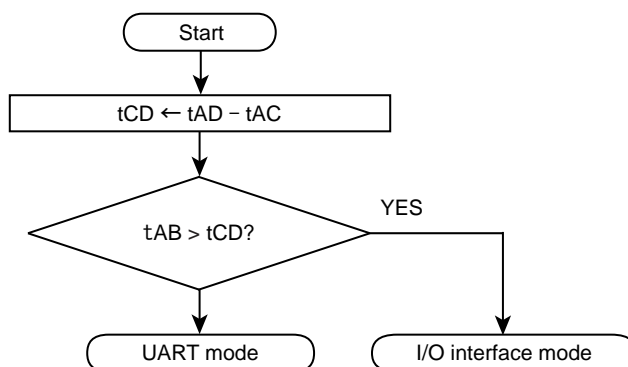 Start
tCD ← tAD − tAC
tAB > tCD?
YES
UART mode
I/O interface mode